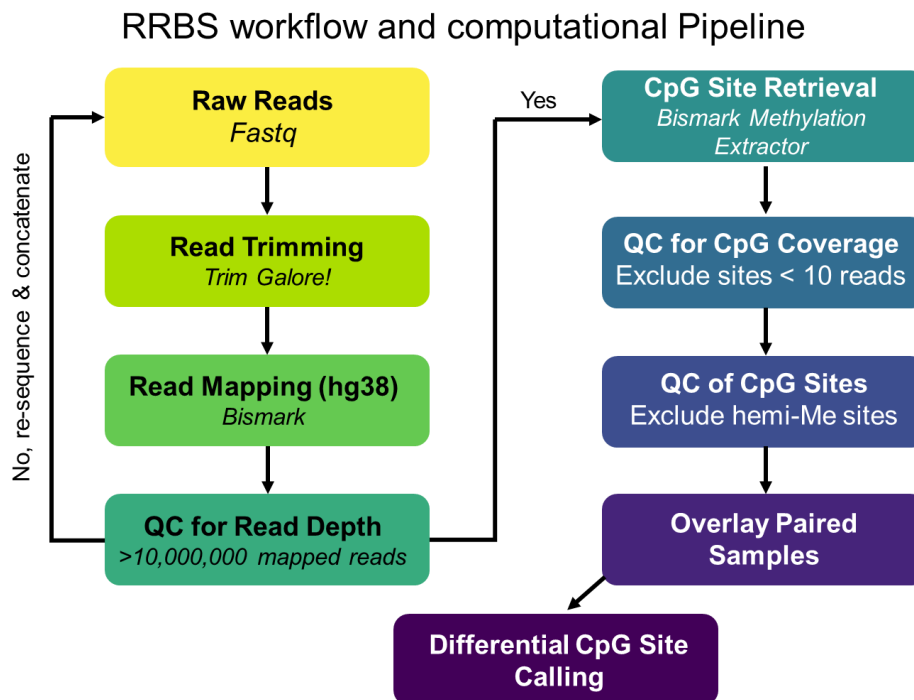 RRBS workflow and computational Pipeline
Raw Reads
Fastq
Read Trimming
Trim Galore!
Read Mapping (hg38)
Bismark
QC for Read Depth
>10,000,000 mapped reads
No, re-sequence & concatenate
Yes
CpG Site Retrieval
Bismark Methylation
Extractor
QC for CpG Coverage
Exclude sites < 10 reads
QC of CpG Sites
Exclude hemi-Me sites
Overlay Paired
Samples
Differential CpG Site
Calling